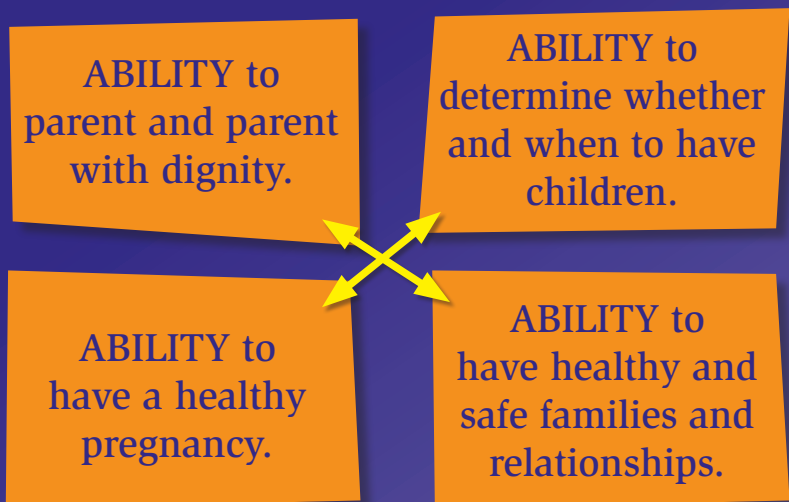 ABILITY to
parent and parent
with dignity.
ABILITY to
determine whether
and when to have
children.
ABILITY to
have a healthy
pregnancy.
ABILITY to
have healthy and
safe families and
relationships.